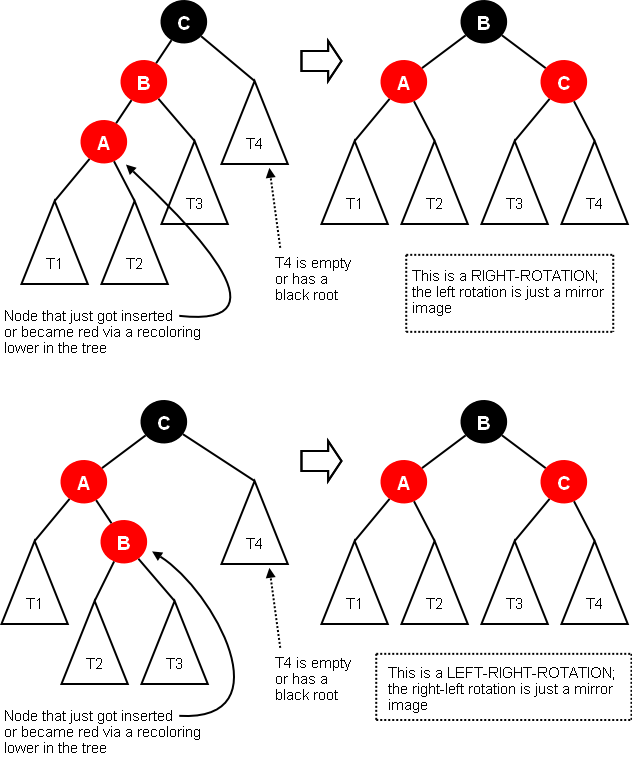 C
B
B
A
A
C
T4
T3
T1
T2
T3
T4
T1
T2
T4 is empty
or has a
black root
This is a RIGHT-ROTATION;
the left rotation is just a mirror
image
Node that just got inserted
or became red via a recoloring
lower in the tree
C
B
A
A
C
B
T4
T1
T1
T2
T3
T4
T2
T3
T4 is empty
or has a
black root
This is a LEFT-RIGHT-ROTATION;
the right-left rotation is just a mirror
image
Node that just got inserted
or became red via a recoloring
lower in the tree